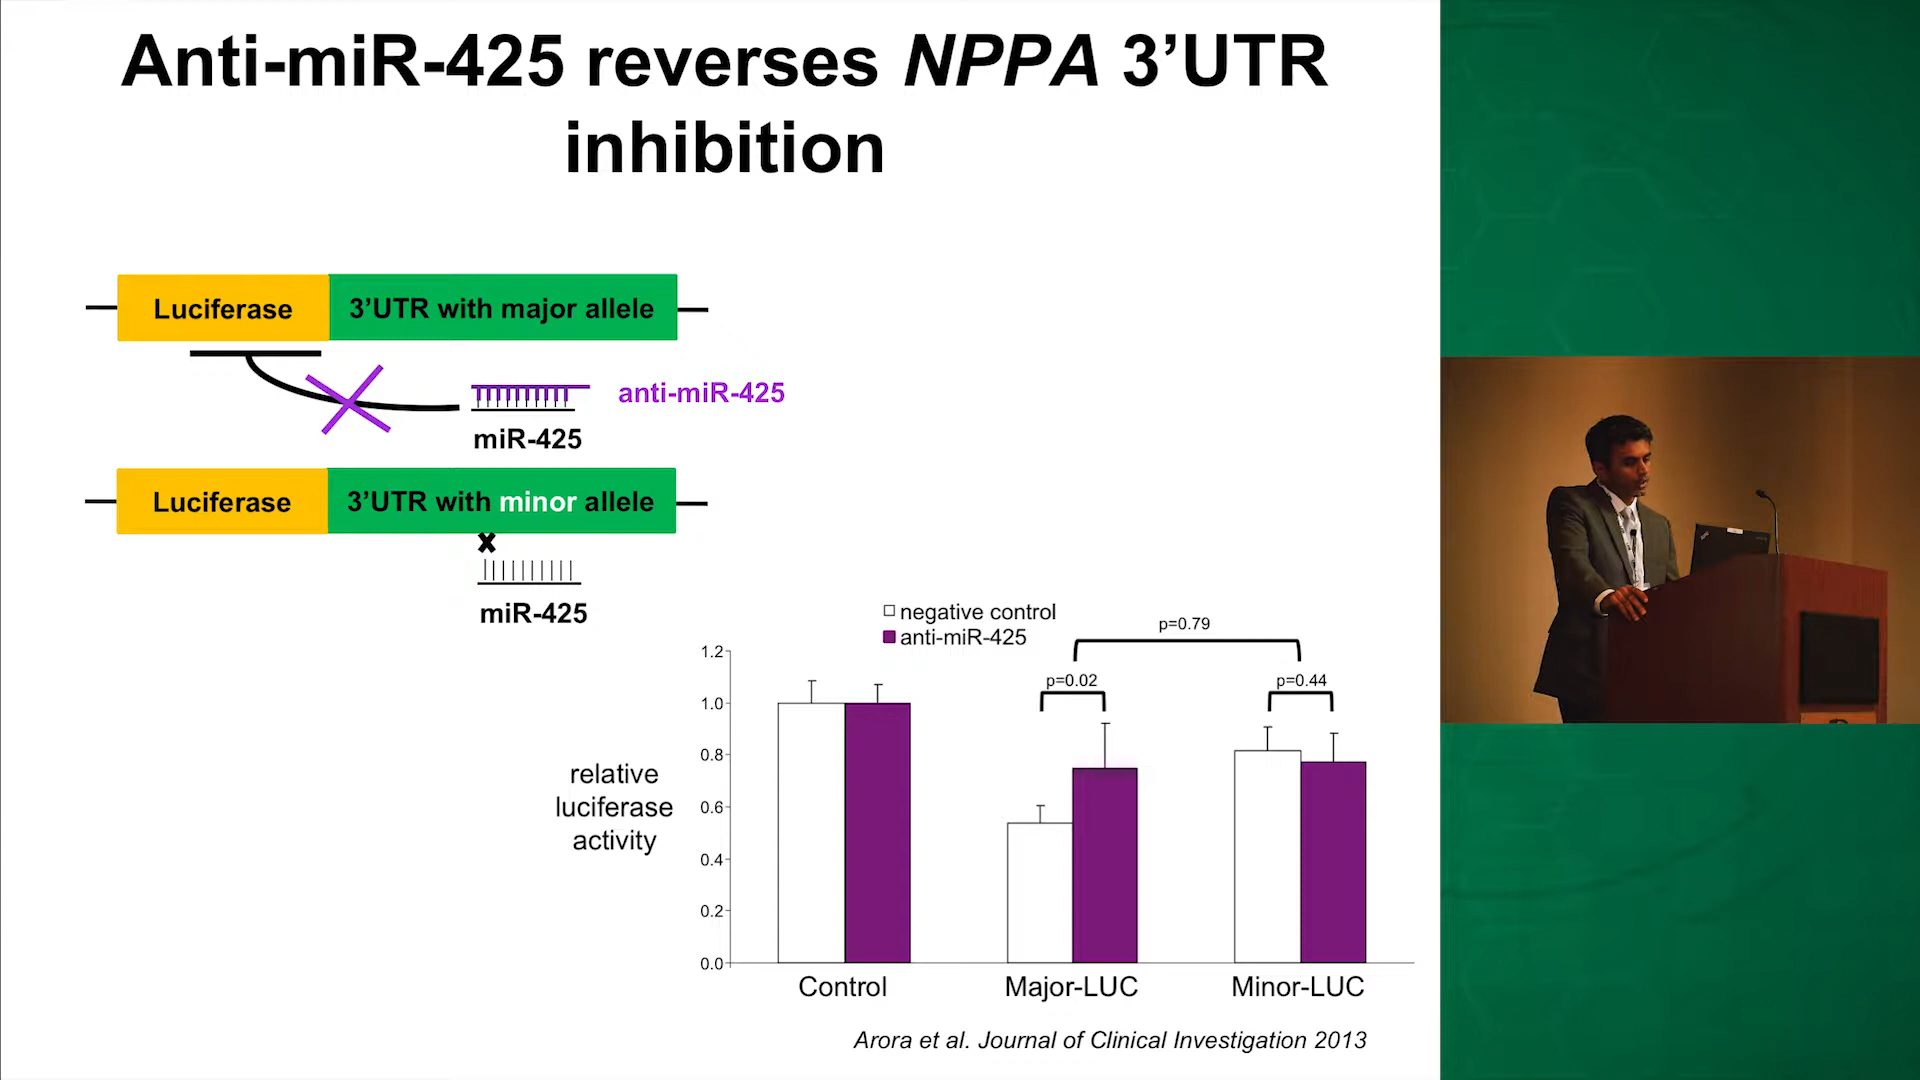 Anti-miR-425 reverses NPPA 3’UTR
inhibition
Luciferase 3’UTR with major allele
anti-miR-425
miR-425
Luciferase 3’UTR with minor allele
x
miR-425
negative control
anti-miR-425
p=0.79
p=0.02
p=0.44
1.2
1.0
0.8
0.6
0.4
0.2
0.0
relative
luciferase
activity
Control Major-LUC Minor-LUC
Arora et al. Journal of Clinical Investigation 2013